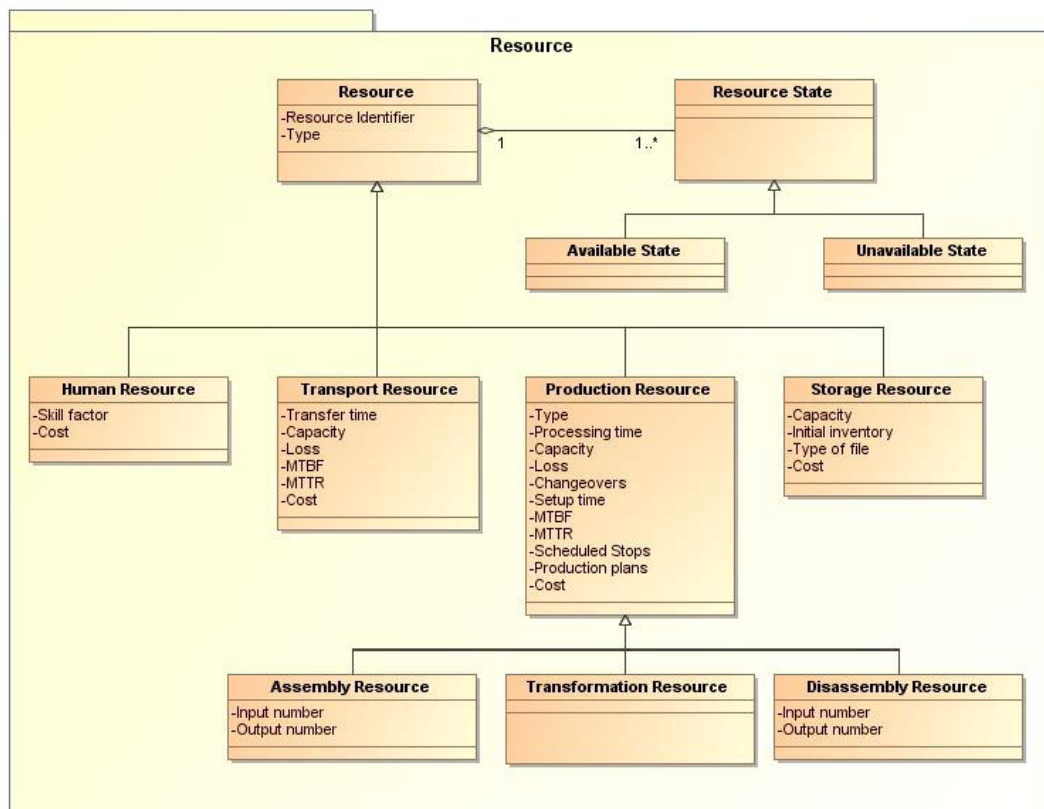 Resource
Resource
-Resource Identifier
-Type
1
1..*
Resource State
Available State
Unavailable State
Human Resource
-Skill factor
-Cost
Transport Resource
-Transfer time
-Capacity
-Loss
-MTBF
-MTTR
-Cost
Production Resource
-Type
-Processing time
-Capacity
-Loss
-Changeovers
-Setup time
-MTBF
-MTTR
-Scheduled Stops
-Production plans
-Cost
Storage Resource
-Capacity
-Initial inventory
-Type of file
-Cost
Assembly Resource
-Input number
-Output number
Transformation Resource
Disassembly Resource
-Input number
-Output number